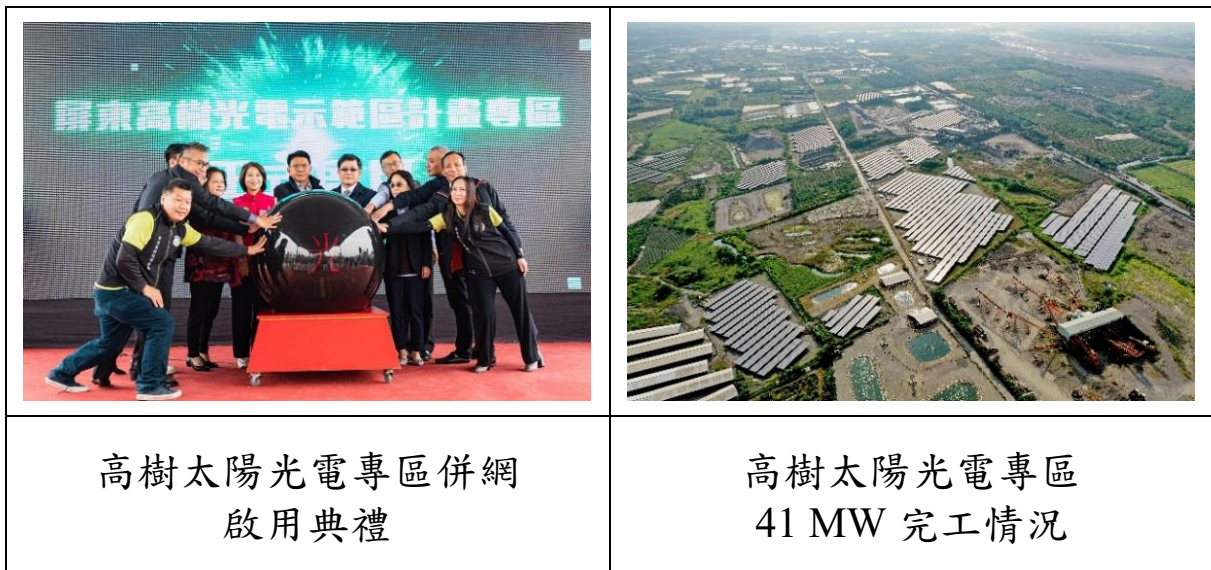 屏東高樹光電示範區計畫專區
光
高樹太陽光電專區併網
啟用典禮
高樹太陽光電專區
41 MW 完工情況